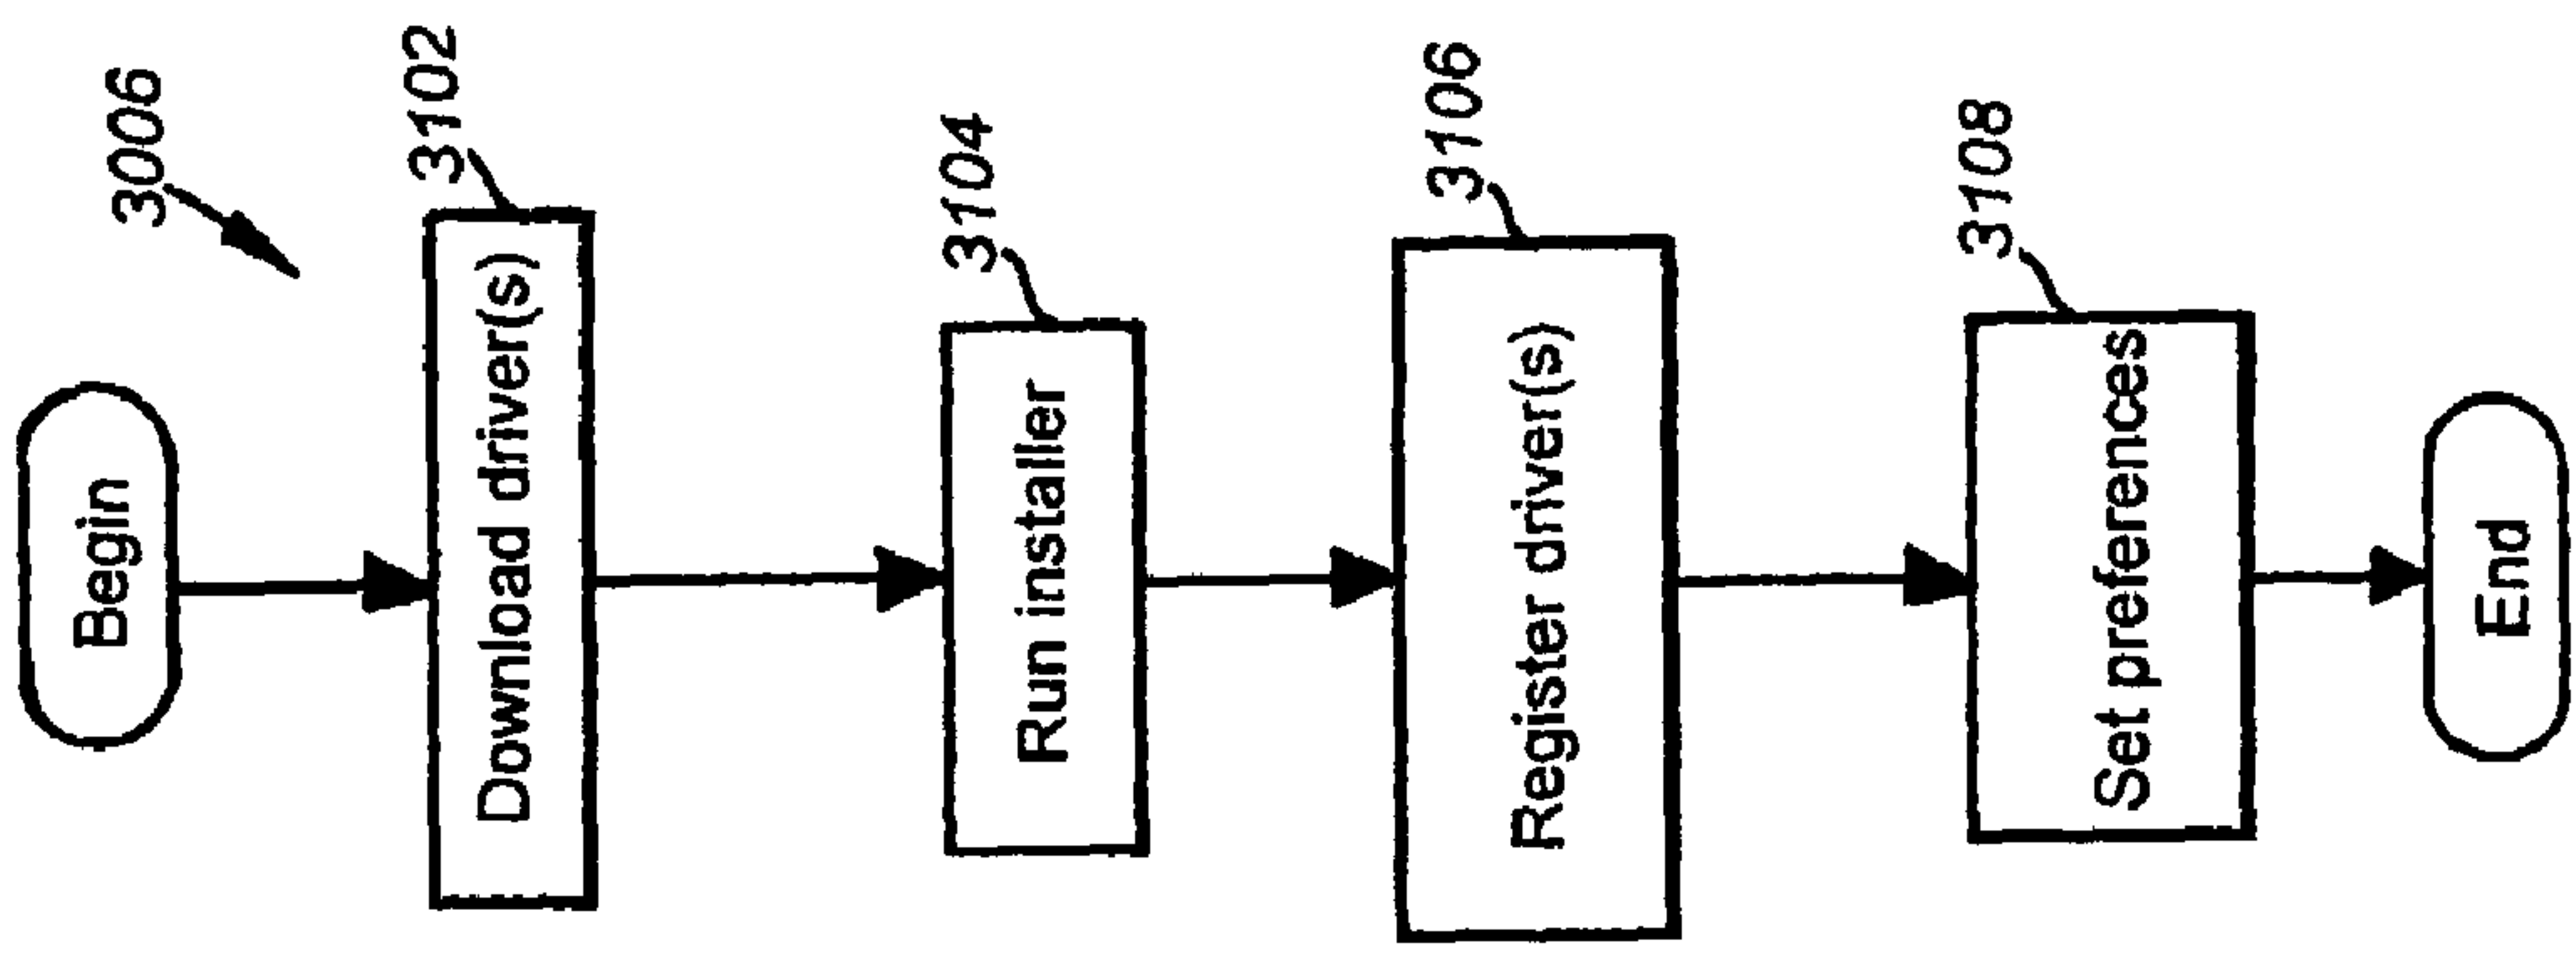 3006
Begin
3102
Download driver(s)
3104
Run installer
3106
Register driver(s)
3108
Set preferences
End